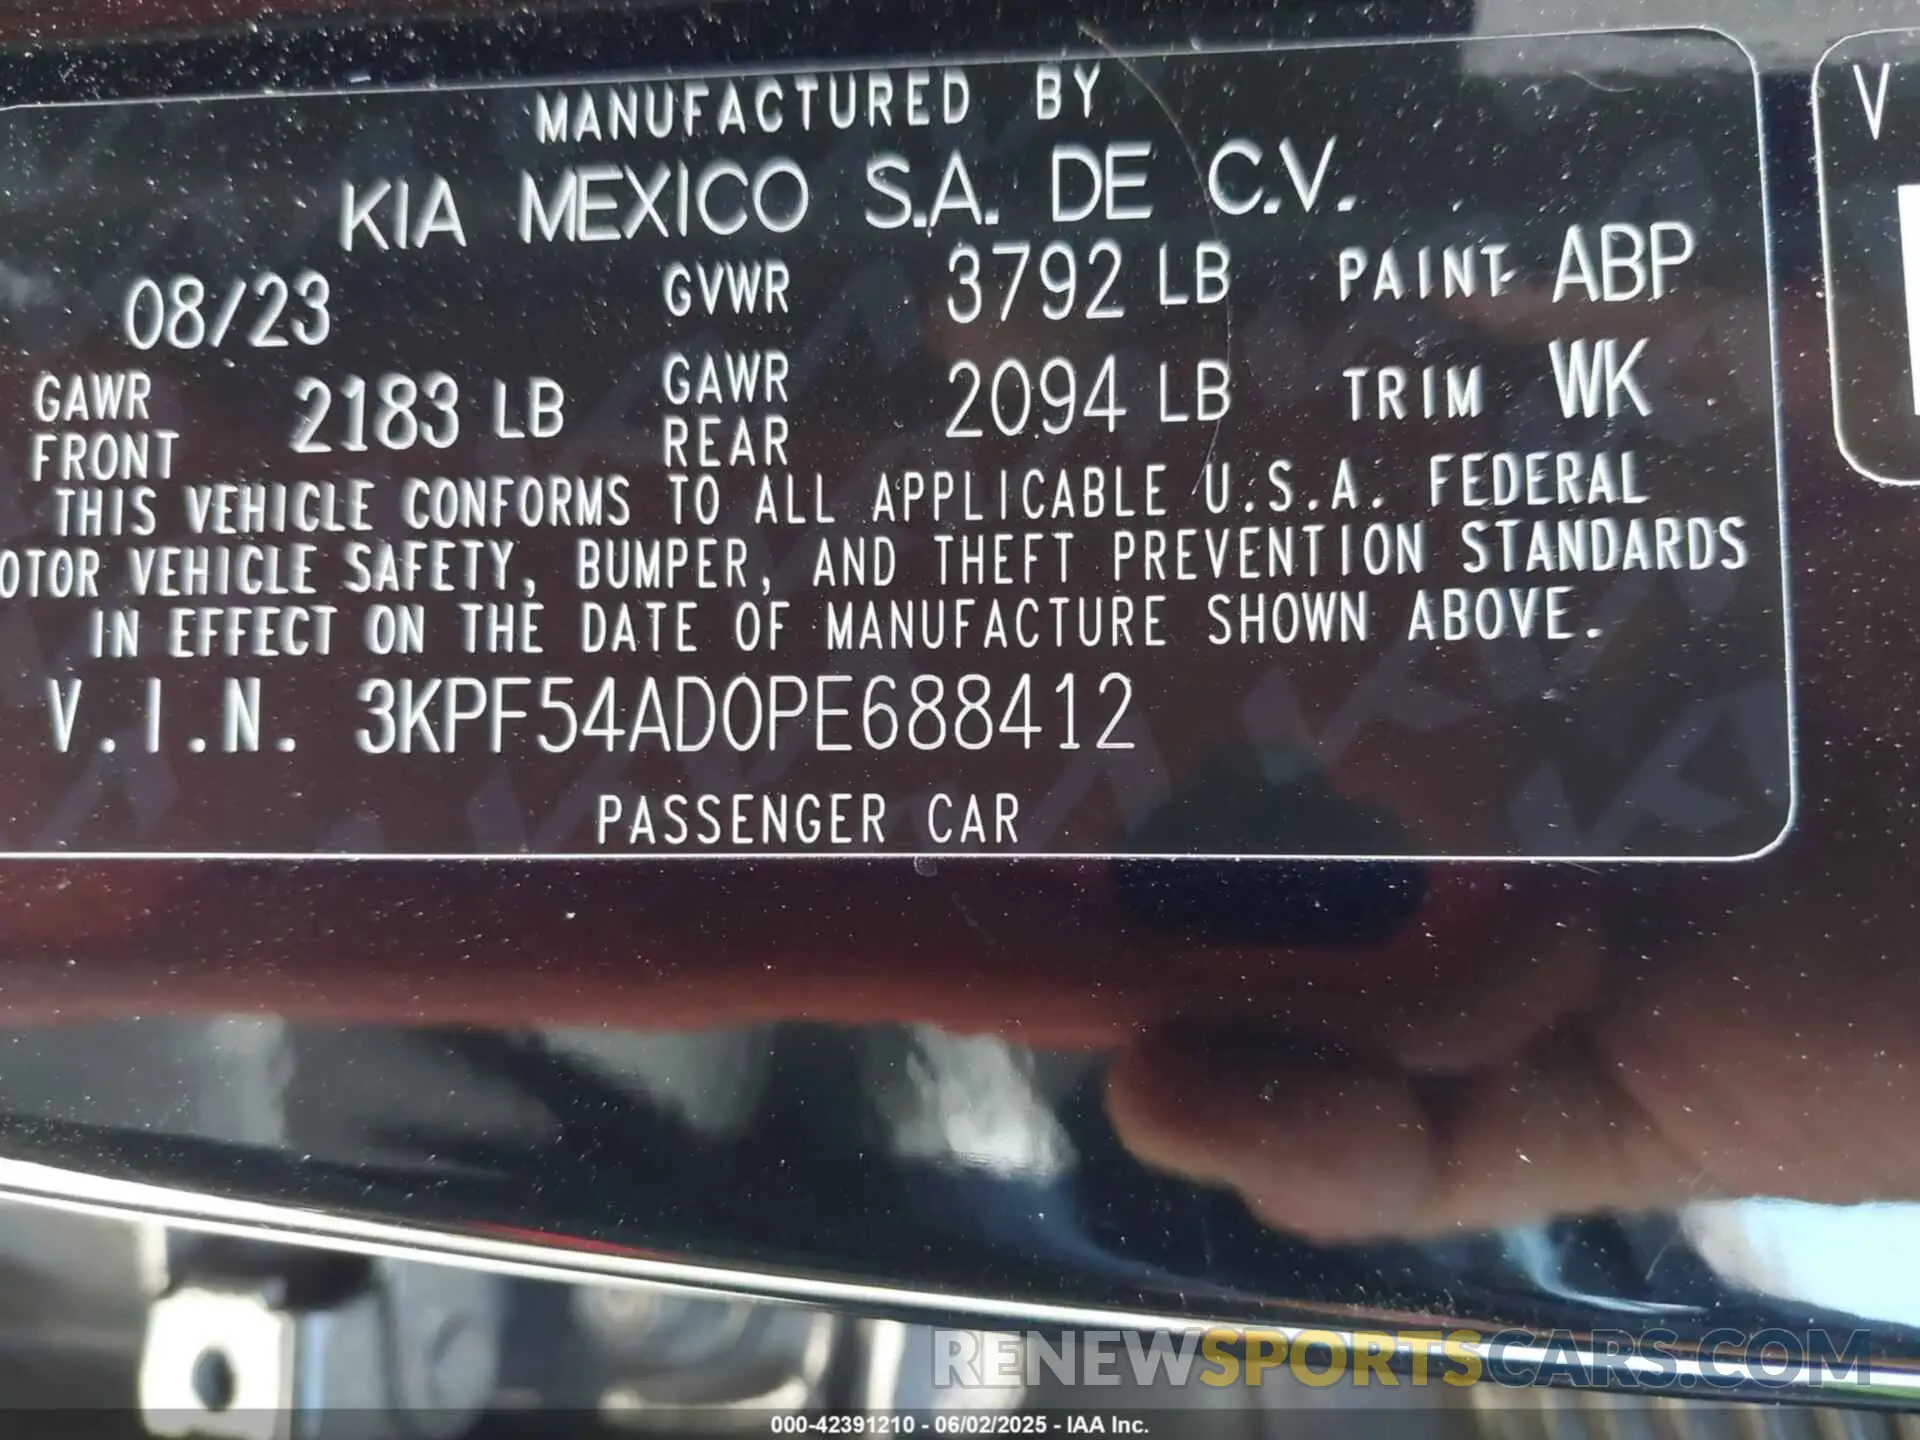 MANUFACTURED BY
KIA MEXICO S.A. DE C.V.
08/23 GVWR 3792 LB PAINT ABP
GAWR FRONT 2183 LB GAWR REAR 2094 LB TRIM WK
THIS VEHICLE CONFORMS TO ALL APPLICABLE U.S.A. FEDERAL
OTOR VEHICLE SAFETY, BUMPER, AND THEFT PREVENTION STANDARDS
IN EFFECT ON THE DATE OF MANUFACTURE SHOWN ABOVE.
V.I.N. 3KPF54AD0PE688412
PASSENGER CAR
V
RENEWSPORTSCARS.COM
000-42391210 - 06/02/2025 - IAA Inc.